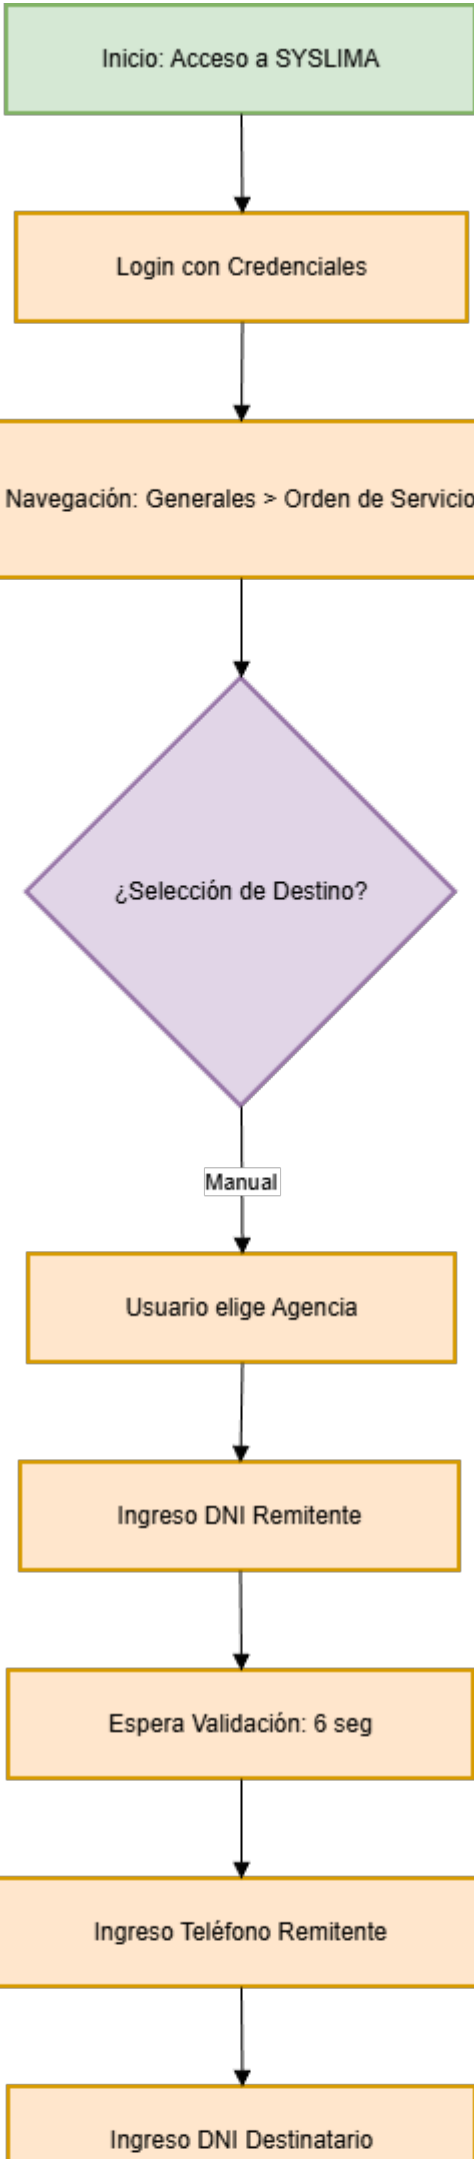 Inicio: Acceso a SYSLIMA
Login con Credenciales
Navegación: Generales > Orden de Servicio
¿Selección de Destino?
Manual
Usuario elige Agencia
Ingreso DNI Remitente
Espera Validación: 6 seg
Ingreso Teléfono Remitente
Ingreso DNI Destinatario